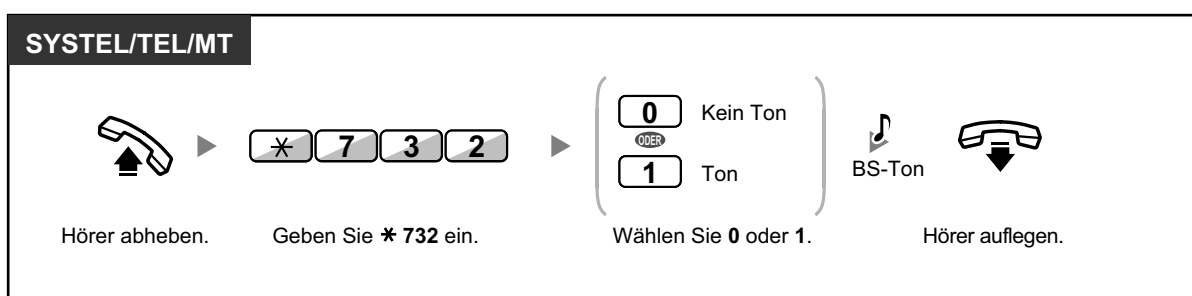 SYSTEL/TEL/MT
0 Kein Ton
ODER
1 Ton
✱ 7 3 2
BS-Ton
Hörer abheben.
Geben Sie ✱ 732 ein.
Wählen Sie 0 oder 1.
Hörer auflegen.